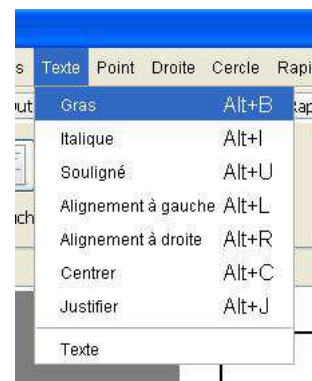 s Texte Point Droite Cercle Rapi
Gras Alt+B
Italique Alt+I
Souligné Alt+U
Alignement à gauche Alt+L
Alignement à droite Alt+R
Centrer Alt+C
Justifier Alt+J
Texte